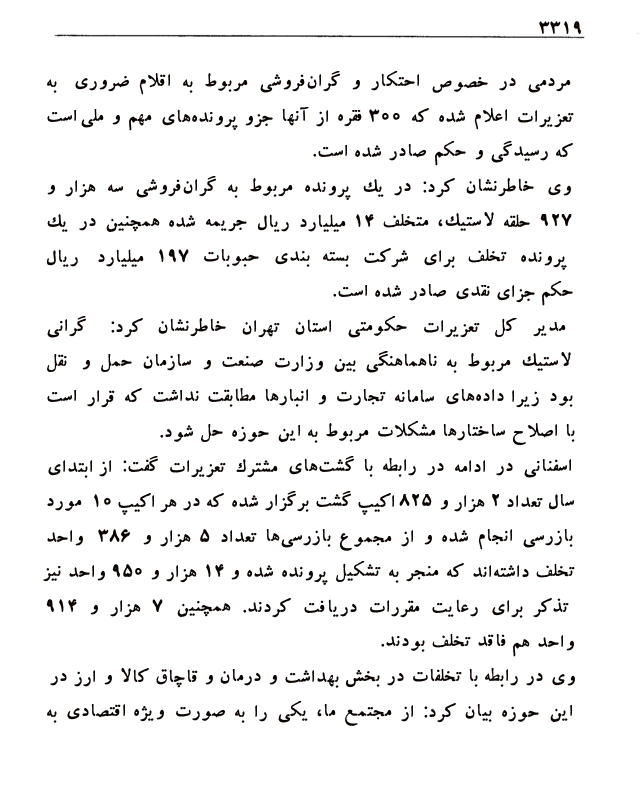 ۳۳۱۹
مردمی در خصوص احتکار و گران‌فروشی مربوط به اقلام ضروری به
تعزیرات اعلام شده که ۳۰۰ فقره از آنها جزو پرونده‌های مهم و ملی است
که رسیدگی و حکم صادر شده است.
وی خاطرنشان کرد: در یك پرونده مربوط به گران‌فروشی سه هزار و
۹۲۷ حلقه لاستیك، متخلف ۱۴ میلیارد ریال جریمه شده همچنین در یك
پرونده تخلف برای شرکت بسته بندی حبوبات ۱۹۷ میلیارد ریال
حکم جزای نقدی صادر شده است.
مدیر کل تعزیرات حکومتی استان تهران خاطرنشان کرد: گرانی
لاستیك مربوط به ناهماهنگی بین وزارت صنعت و سازمان حمل و نقل
بود زیرا داده‌های سامانه تجارت و انبارها مطابقت نداشت که قرار است
با اصلاح ساختارها مشکلات مربوط به این حوزه حل شود.
اسفنانی در ادامه در رابطه با گشت‌های مشترك تعزیرات گفت: از ابتدای
سال تعداد ۲ هزار و ۸۲۵ اکیپ گشت برگزار شده که در هر اکیپ ۱۰ مورد
بازرسی انجام شده و از مجموع بازرسی‌ها تعداد ۵ هزار و ۳۸۶ واحد
تخلف داشته‌اند که منجر به تشکیل پرونده شده و ۱۴ هزار و ۹۵۰ واحد نیز
تذکر برای رعایت مقررات دریافت کردند. همچنین ۷ هزار و ۹۱۴
واحد هم فاقد تخلف بودند.
وی در رابطه با تخلفات در بخش بهداشت و درمان و قاچاق کالا و ارز در
این حوزه بیان کرد: از مجتمع ما، یکی را به صورت ویژه اقتصادی به